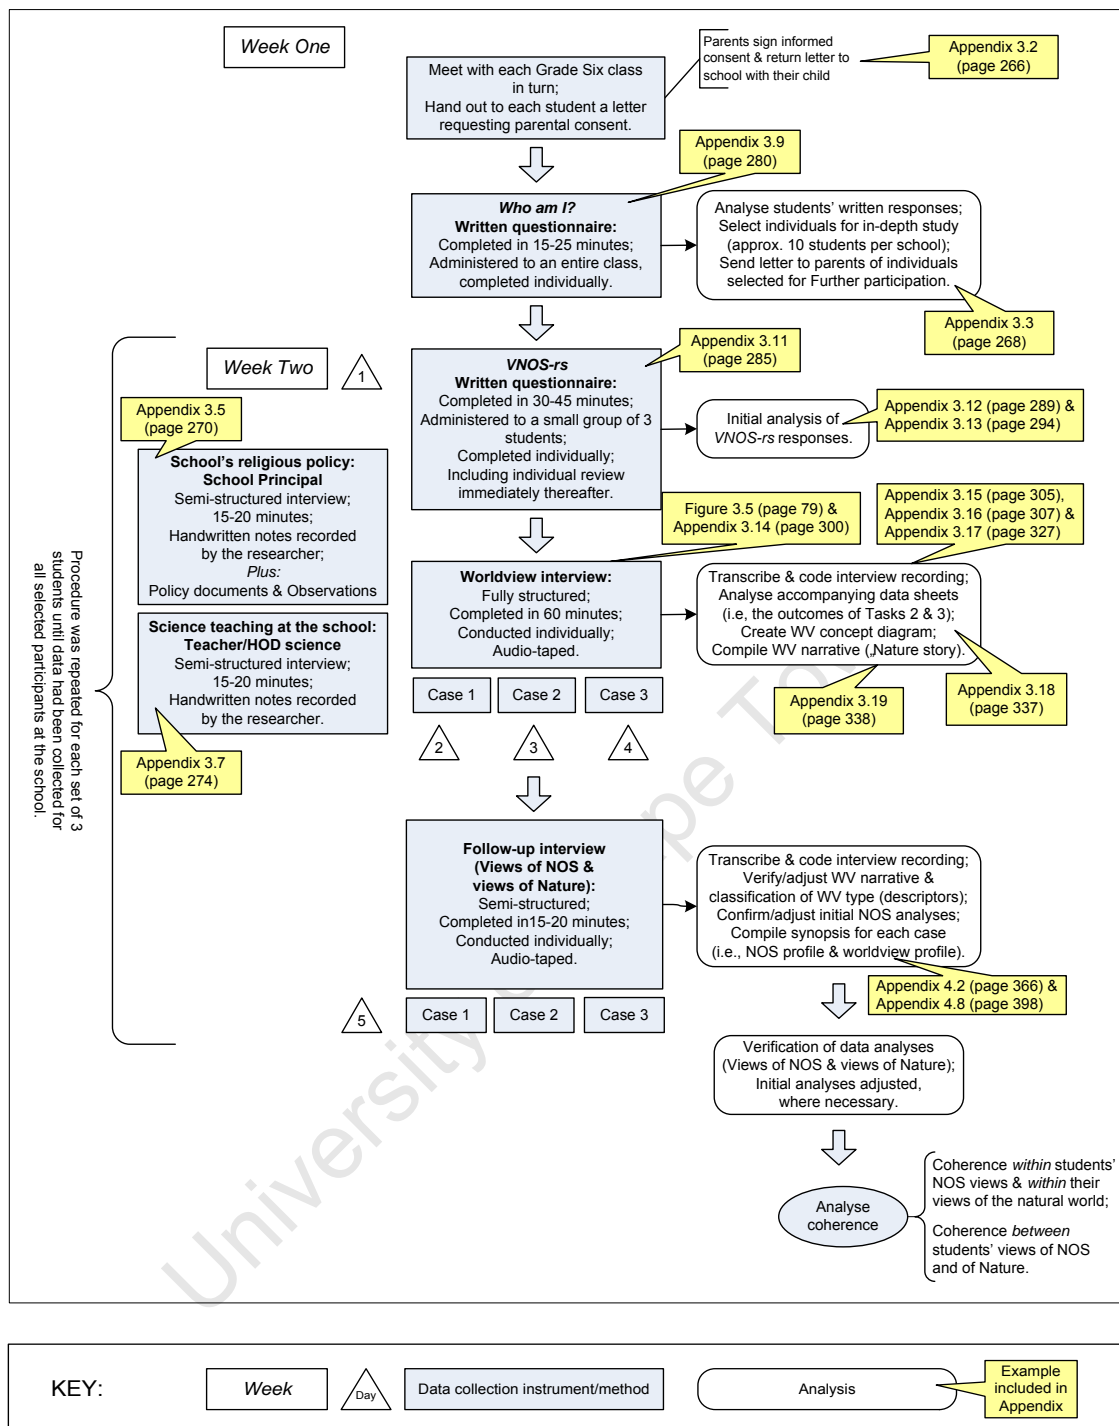 Week One
Meet with each Grade Six class
in turn;
Hand out to each student a letter
requesting parental consent.
Parents sign informed
consent & return letter to
school with their child
Appendix 3.2
(page 266)
Appendix 3.9
(page 280)
Who am I?
Written questionnaire:
Completed in 15-25 minutes;
Administered to an entire class,
completed individually.
Analyse students' written responses;
Select individuals for in-depth study
(approx. 10 students per school);
Send letter to parents of individuals
selected for Further participation.
Appendix 3.3
(page 268)
Week Two
1
Appendix 3.11
(page 285)
VNOS-rs
Written questionnaire:
Completed in 30-45 minutes;
Administered to a small group of 3
students;
Completed individually;
Including individual review
immediately thereafter.
Initial analysis of
VNOS-rs responses.
Appendix 3.12 (page 289) &
Appendix 3.13 (page 294)
Appendix 3.5
(page 270)
School's religious policy:
School Principal
Semi-structured interview;
15-20 minutes;
Handwritten notes recorded
by the researcher;
Plus:
Policy documents & Observations
Science teaching at the school:
Teacher/HOD science
Semi-structured interview;
15-20 minutes;
Handwritten notes recorded
by the researcher.
Appendix 3.7
(page 274)
Procedure was repeated for each set of 3
students until data had been collected for
all selected participants at the school.
Figure 3.5 (page 79) &
Appendix 3.14 (page 300)
Appendix 3.15 (page 305),
Appendix 3.16 (page 307) &
Appendix 3.17 (page 327)
Worldview interview:
Fully structured;
Completed in 60 minutes;
Conducted individually;
Audio-taped.
Transcribe & code interview recording;
Analyse accompanying data sheets
(i.e, the outcomes of Tasks 2 & 3);
Create WV concept diagram;
Compile WV narrative („Nature story).
Appendix 3.19
(page 338)
Appendix 3.18
(page 337)
Case 1
Case 2
Case 3
2
3
4
Follow-up interview
(Views of NOS &
views of Nature):
Semi-structured;
Completed in15-20 minutes;
Conducted individually;
Audio-taped.
Transcribe & code interview recording;
Verify/adjust WV narrative &
classification of WV type (descriptors);
Confirm/adjust initial NOS analyses;
Compile synopsis for each case
(i.e., NOS profile & worldview profile).
Appendix 4.2 (page 366) &
Appendix 4.8 (page 398)
5
Case 1
Case 2
Case 3
Verification of data analyses
(Views of NOS & views of Nature);
Initial analyses adjusted,
where necessary.
Analyse
coherence
Coherence within students'
NOS views & within their
views of the natural world;
Coherence between
students' views of NOS
and of Nature.
KEY:
Week
Day
Data collection instrument/method
Analysis
Example
included in
Appendix